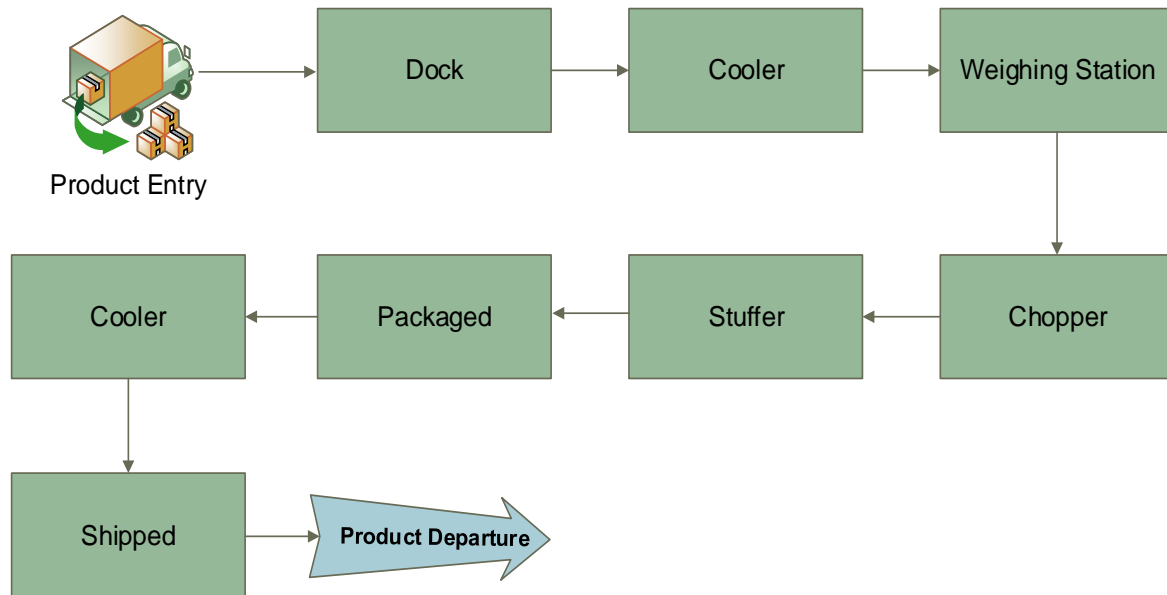 Dock
Cooler
Weighing Station
Product Entry
Cooler
Packaged
Stuffer
Chopper
Shipped
Product Departure